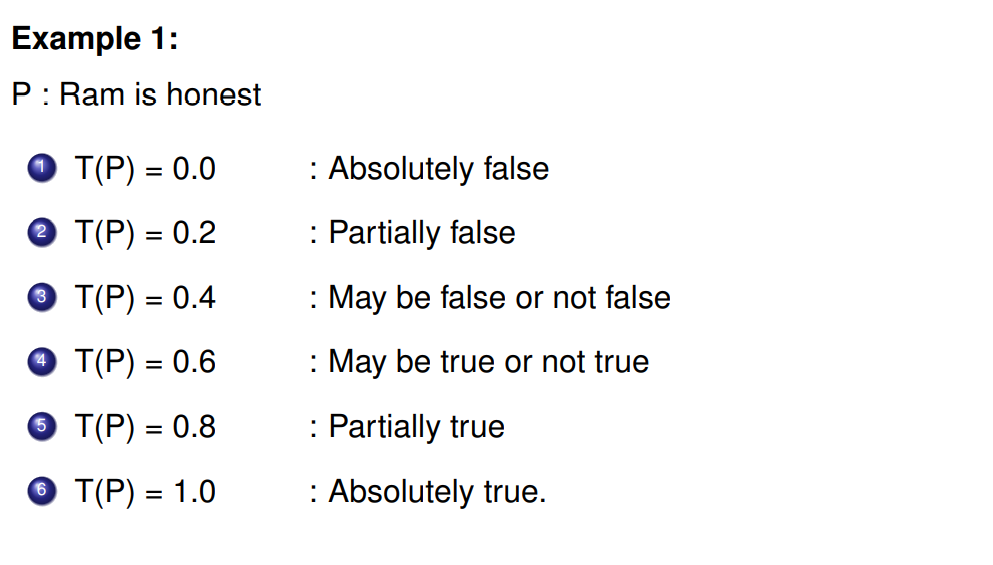 Example 1:
P : Ram is honest
1 T(P) = 0.0 : Absolutely false
2 T(P) = 0.2 : Partially false
3 T(P) = 0.4 : May be false or not false
4 T(P) = 0.6 : May be true or not true
5 T(P) = 0.8 : Partially true
6 T(P) = 1.0 : Absolutely true.